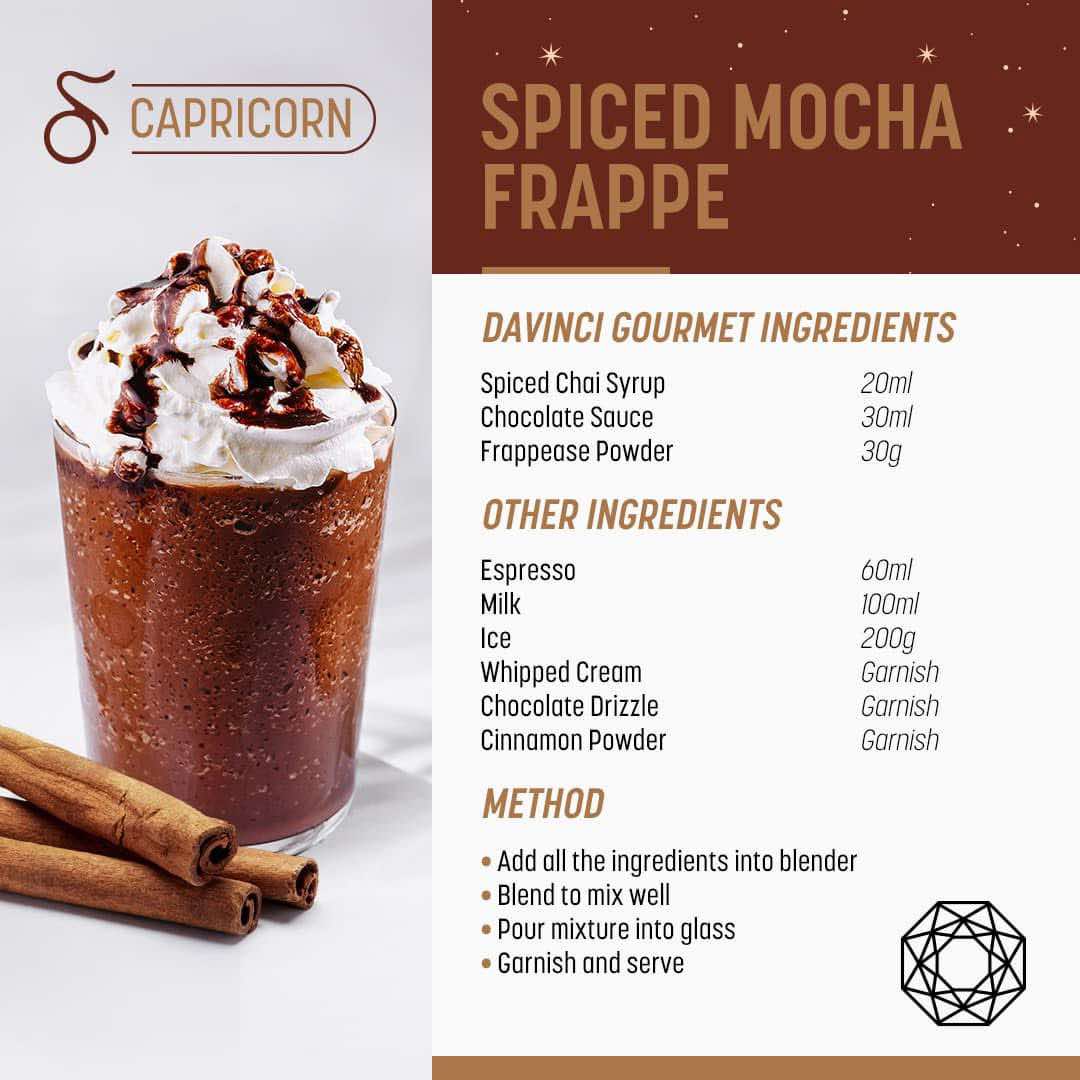 CAPRICORN
SPICED MOCHA
FRAPPE
DAVINCI GOURMET INGREDIENTS
Spiced Chai Syrup 20ml
Chocolate Sauce 30ml
Frappease Powder 30g
OTHER INGREDIENTS
Espresso 60ml
Milk 100ml
Ice 200g
Whipped Cream Garnish
Chocolate Drizzle Garnish
Cinnamon Powder Garnish
METHOD
• Add all the ingredients into blender
• Blend to mix well
• Pour mixture into glass
• Garnish and serve